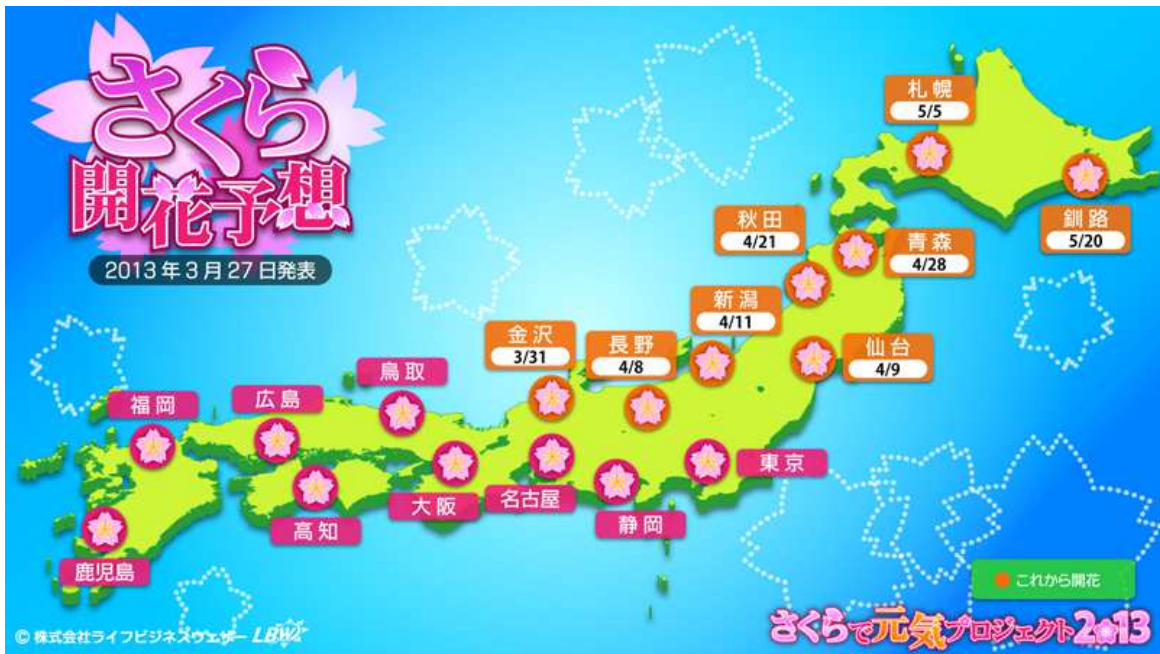 さくら
開花予想
2013年3月27日発表
札幌
5/5
釧路
5/20
秋田
4/21
青森
4/28
新潟
4/11
仙台
4/9
金沢
3/31
長野
4/8
鳥取
福岡
広島
東京
大阪
名古屋
静岡
高知
鹿児島
これから開花
© 株式会社ライフビジネスウェザー LBW
さくらで元気プロジェクト2013